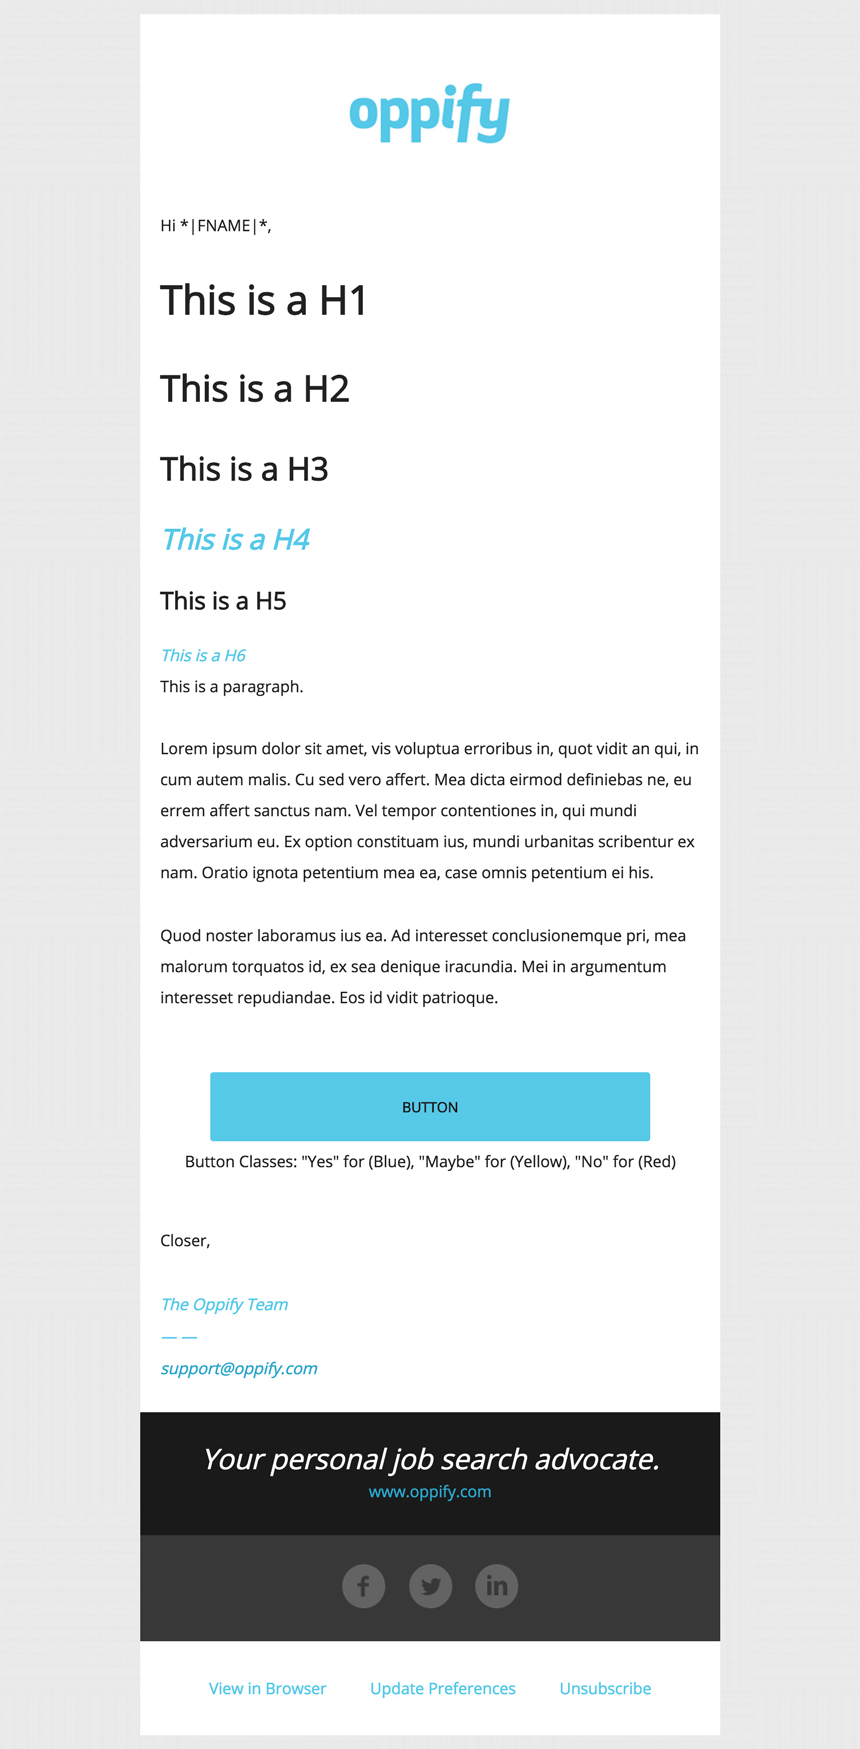 oppify
Hi *|FNAME|*,
This is a H1
This is a H2
This is a H3
This is a H4
This is a H5
This is a H6
This is a paragraph.
Lorem ipsum dolor sit amet, vis voluptua erroribus in, quot vidit an qui, in
cum autem malis. Cu sed vero affert. Mea dicta eirmod definiebas ne, eu
errem affert sanctus nam. Vel tempor contentiones in, qui mundi
adversarium eu. Ex option constituam ius, mundi urbanitas scribentur ex
nam. Oratio ignota petentium mea ea, case omnis petentium ei his.
Quod noster laboramus ius ea. Ad interesset conclusionemque pri, mea
malorum torquatos id, ex sea denique iracundia. Mei in argumentum
interesset repudiandae. Eos id vidit patrioque.
BUTTON
Button Classes: "Yes" for (Blue), "Maybe" for (Yellow), "No" for (Red)
Closer,
The Oppify Team
— —
support@oppify.com
Your personal job search advocate.
www.oppify.com
f in
View in Browser Update Preferences Unsubscribe